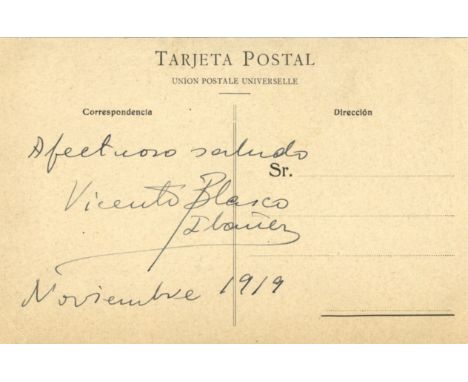 TARJETA POSTAL
UNION POSTALE UNIVERSELLE
Correspondencia
Dirección
Afectuoso saludo
Sr.
Vicente Blasco
Ibañez
Noviembre 1919